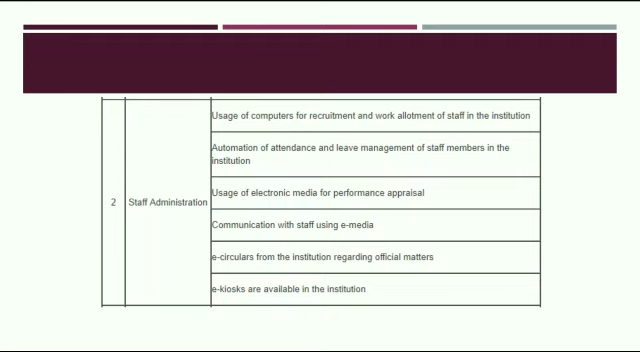 Usage of computers for recruitment and work allotment of staff in the institution
Automation of attendance and leave management of staff members in the
institution
Usage of electronic media for performance appraisal
2
Staff Administration
Communication with staff using e-media
e-circulars from the institution regarding official matters
e-kiosks are available in the institution